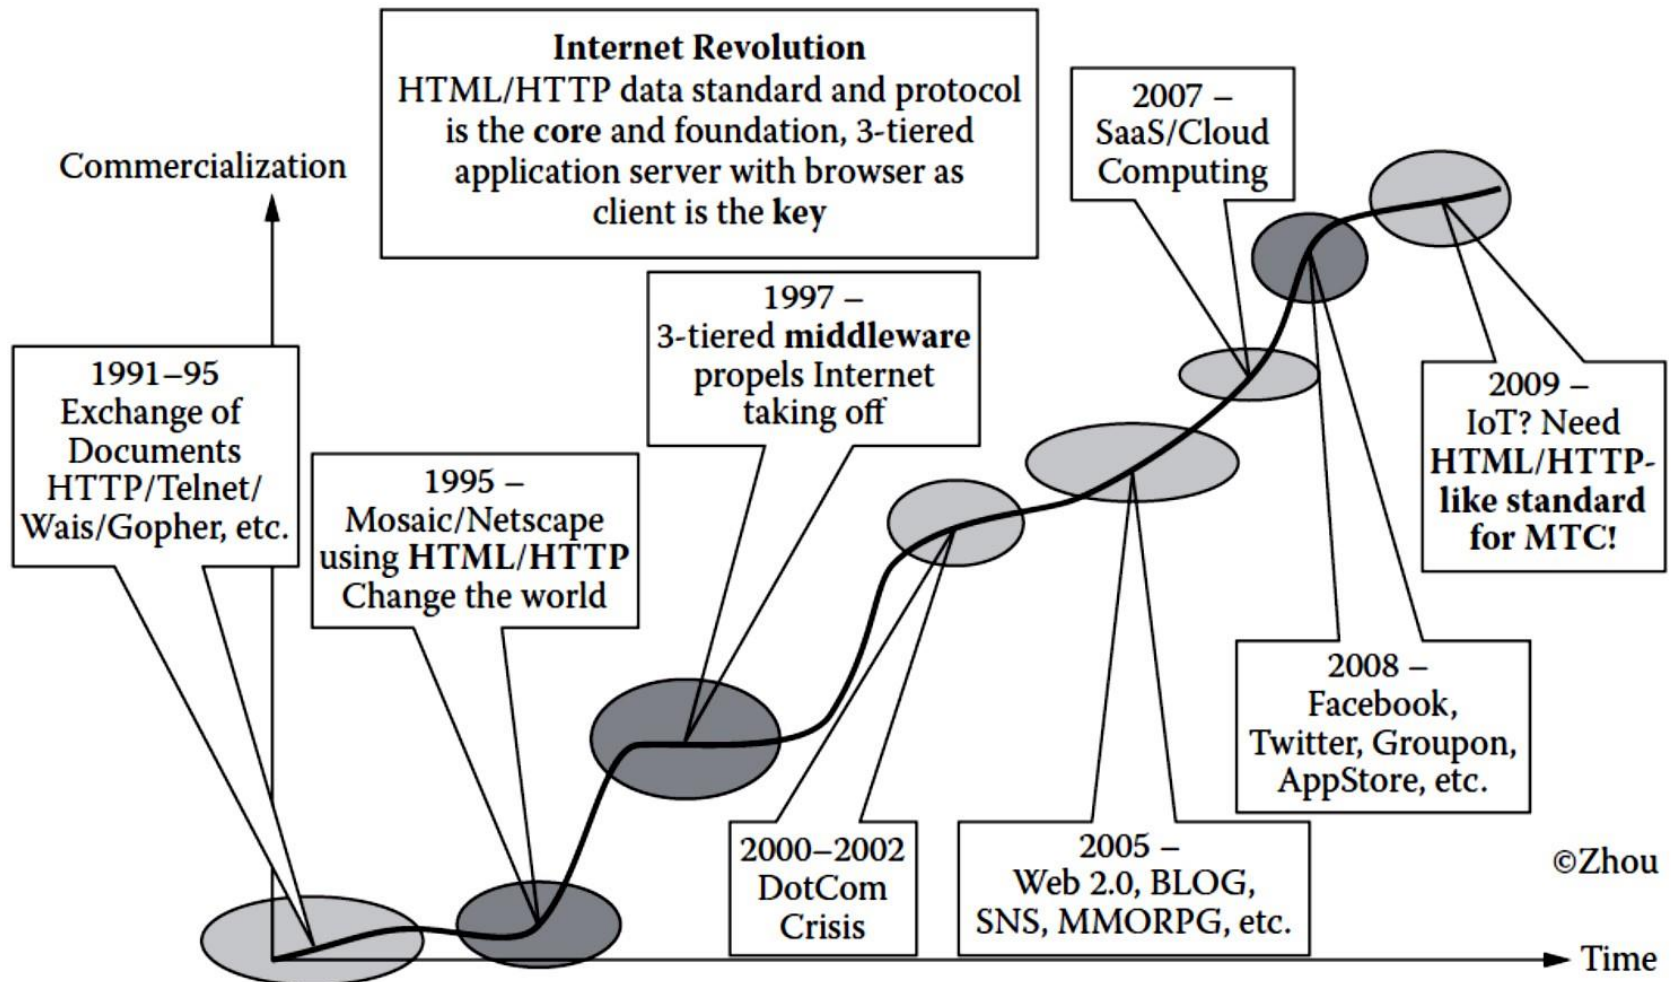 Internet Revolution
HTML/HTTP data standard and protocol
is the core and foundation, 3-tiered
application server with browser as
client is the key
Commercialization
1991–95
Exchange of
Documents
HTTP/Telnet/
Wais/Gopher, etc.
1995 –
Mosaic/Netscape
using HTML/HTTP
Change the world
1997 –
3-tiered middleware
propels Internet
taking off
2000–2002
DotCom
Crisis
2005 –
Web 2.0, BLOG,
SNS, MMORPG, etc.
2007 –
SaaS/Cloud
Computing
2008 –
Facebook,
Twitter, Groupon,
AppStore, etc.
2009 –
IoT? Need
HTML/HTTP-
like standard
for MTC!
©Zhou
Time